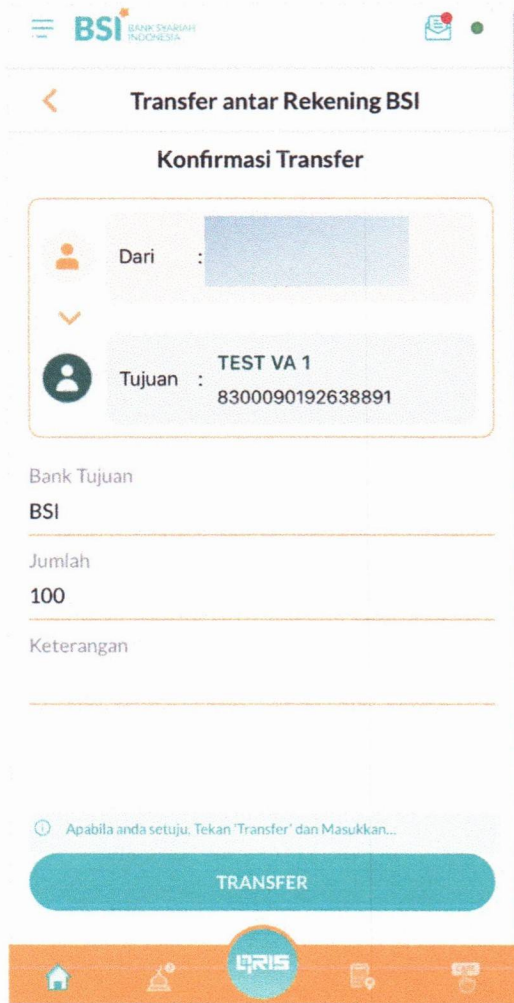 BSI BANK SYARIAH
INDONESIA
Transfer antar Rekening BSI
Konfirmasi Transfer
Dari :
TEST VA 1
Tujuan :
8300090192638891
Bank Tujuan
BSI
Jumlah
100
Keterangan
Apabila anda setuju, Tekan 'Transfer' dan Masukkan...
TRANSFER
QRIS